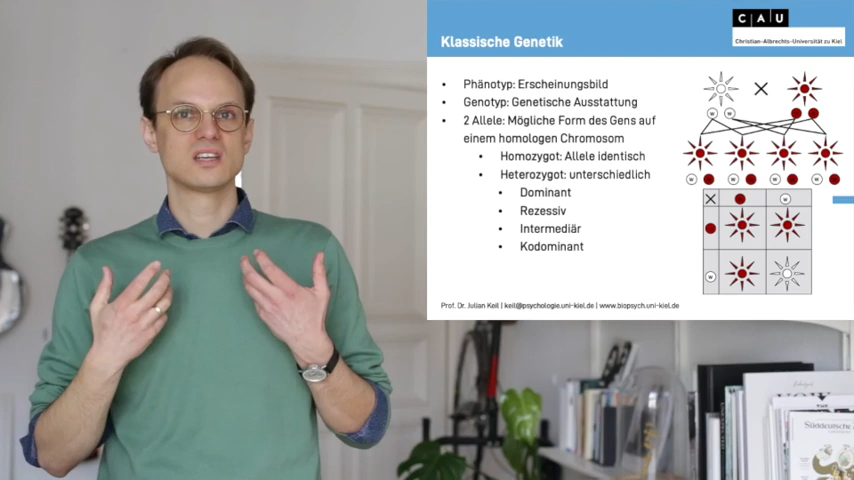 Klassische Genetik
CAU
Christian-Albrechts-Universität zu Kiel
• Phänotyp: Erscheinungsbild
• Genotyp: Genetische Ausstattung
• 2 Allele: Mögliche Form des Gens auf
einem homologen Chromosom
• Homozygot: Allele identisch
• Heterozygot: unterschiedlich
• Dominant
• Rezessiv
• Intermediär
• Kodominant
w w
w w w w
w
w
Prof. Dr. Julian Keil | keil@psychologie.uni-kiel.de | www.biopsych.uni-kiel.de
Süddeutsche